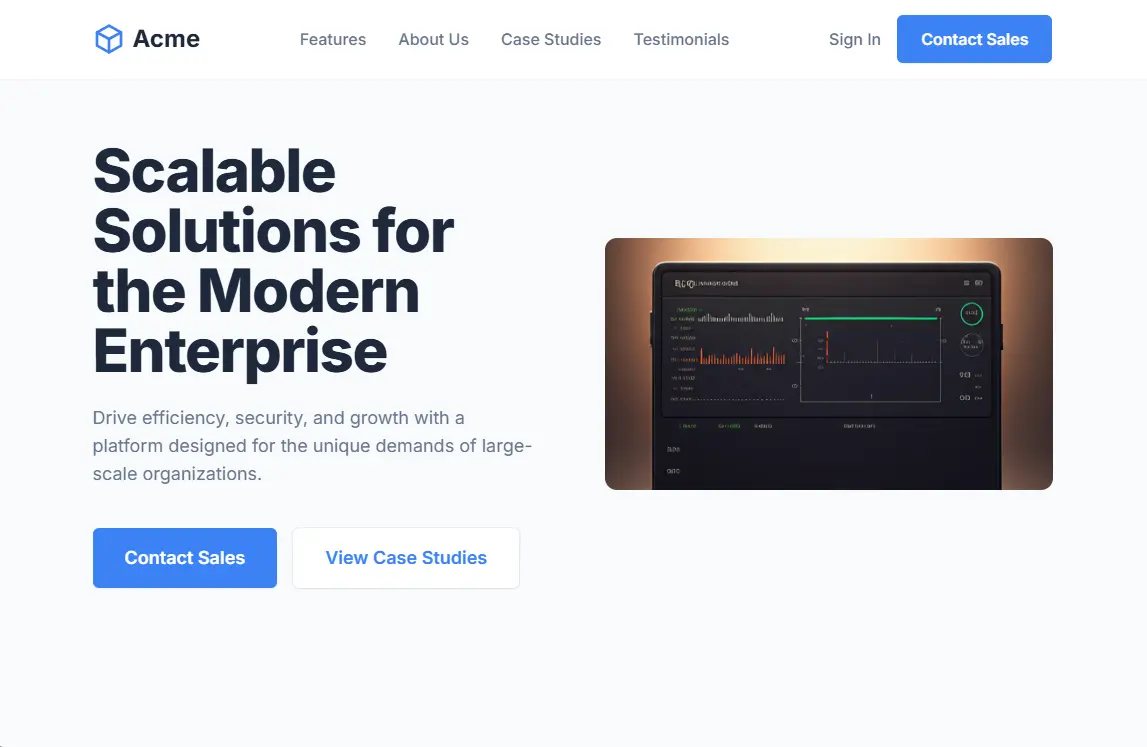 Acme
Features
About Us
Case Studies
Testimonials
Sign In
Contact Sales
Scalable
Solutions for
the Modern
Enterprise
Drive efficiency, security, and growth with a
platform designed for the unique demands of large-
scale organizations.
Contact Sales
View Case Studies